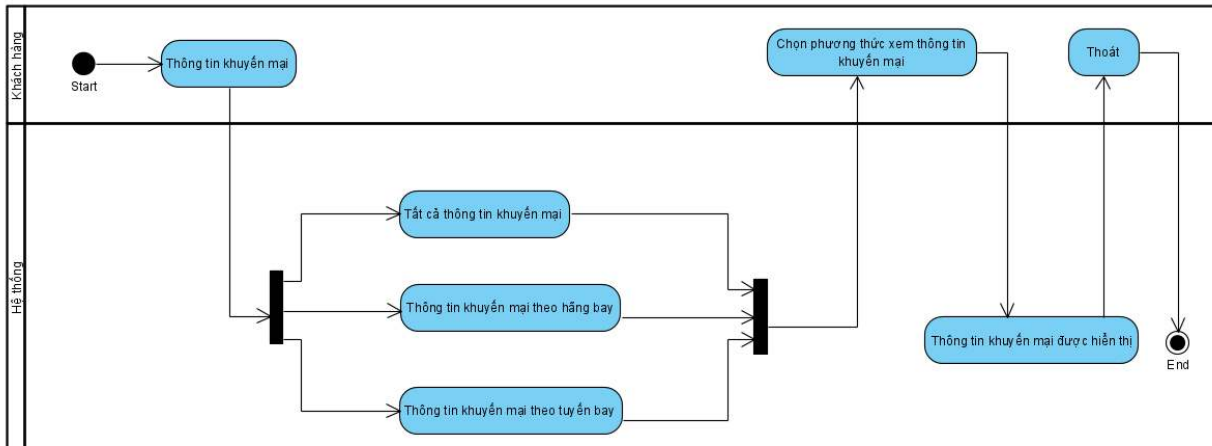 Khách hàng
Start
Thông tin khuyến mại
Chọn phương thức xem thông tin
khuyến mại
Thoát
Hệ thống
Tất cả thông tin khuyến mại
Thông tin khuyến mại theo hãng bay
Thông tin khuyến mại theo tuyến bay
Thông tin khuyến mại được hiển thị
End